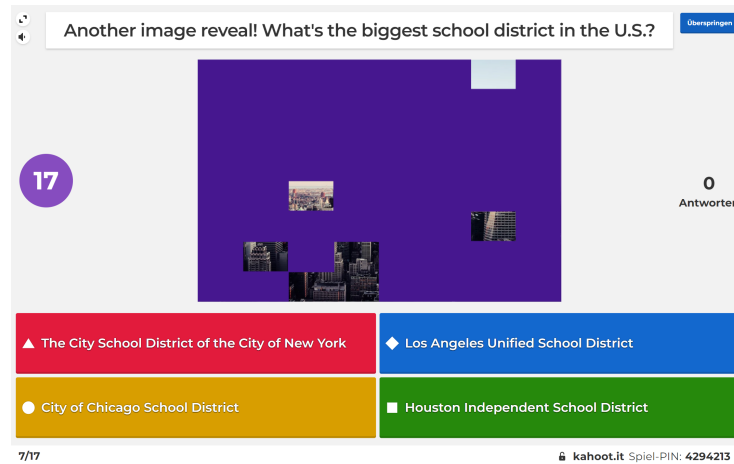 Another image reveal! What's the biggest school district in the U.S.?
Überspringen
17
0
Antworten
The City School District of the City of New York
Los Angeles Unified School District
City of Chicago School District
Houston Independent School District
7/17
kahoot.it Spiel-PIN: 4294213